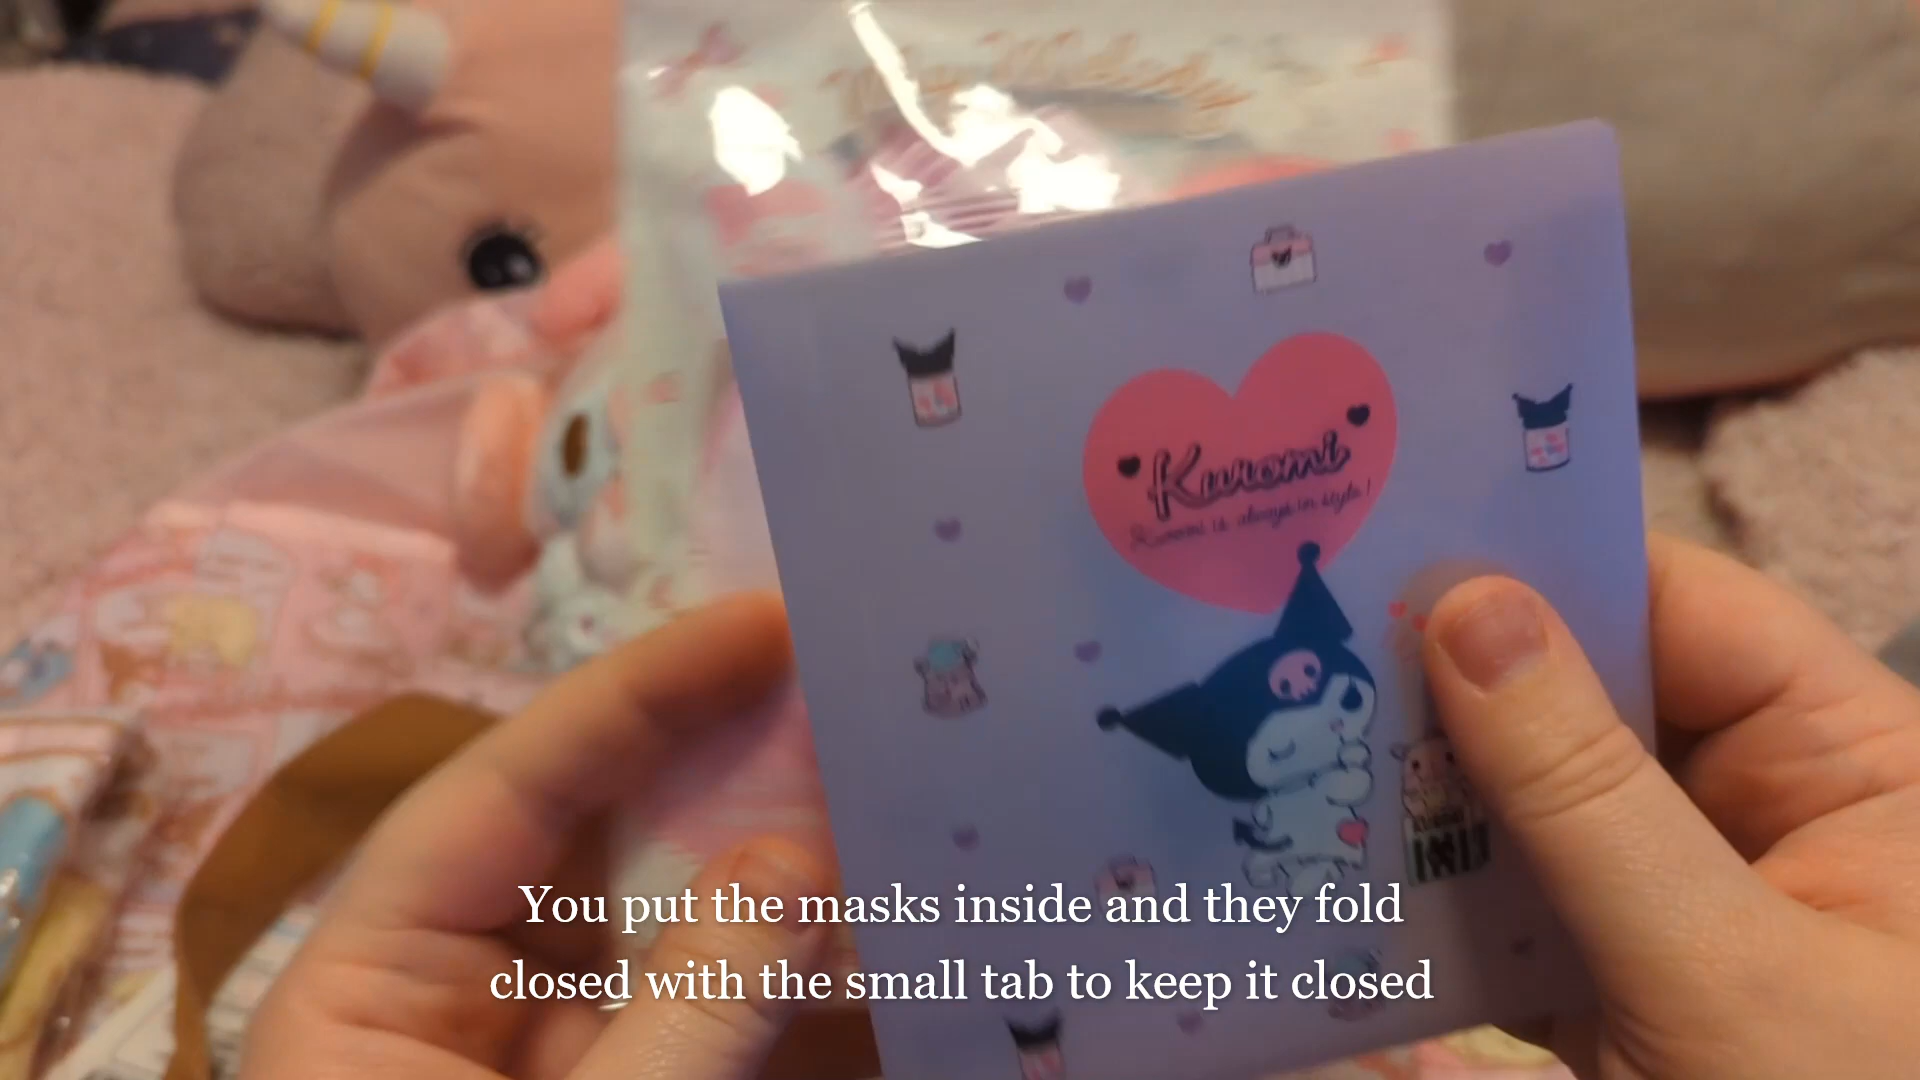 Kuromi
Kuromi is always in style!
You put the masks inside and they fold
closed with the small tab to keep it closed